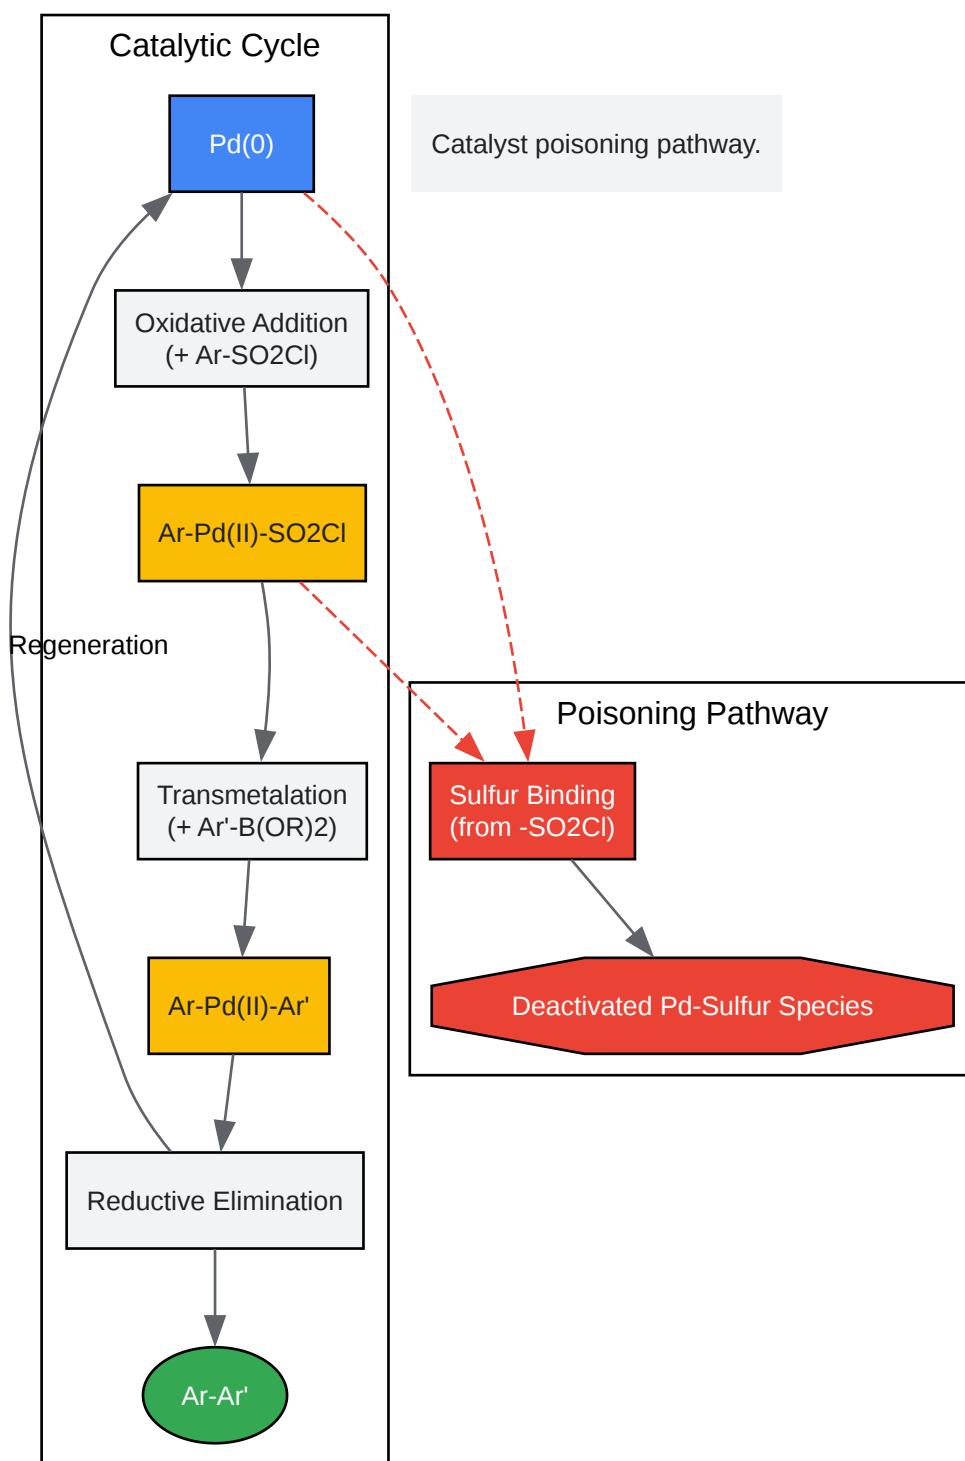 Catalytic Cycle
Pd(0)
Catalyst poisoning pathway.
Oxidative Addition
(+ Ar-SO2Cl)
Ar-Pd(II)-SO2Cl
Regeneration
Poisoning Pathway
Sulfur Binding
(from -SO2Cl)
Transmetalation
(+ Ar'-B(OR)2)
Ar-Pd(II)-Ar'
Deactivated Pd-Sulfur Species
Reductive Elimination
Ar-Ar'